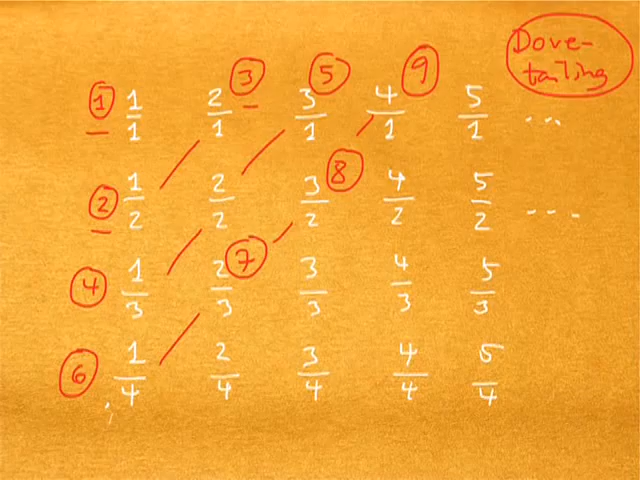 Dove-
tailing
① 1/1 2/1 ③ 3/1 ⑤ 4/1 ⑨ 5/1 ...
② 1/2 2/2 3/2 ⑧ 4/2 5/2 ...
④ 1/3 2/3 ⑦ 3/3 4/3 5/3
⑥ 1/4 2/4 3/4 4/4 5/4